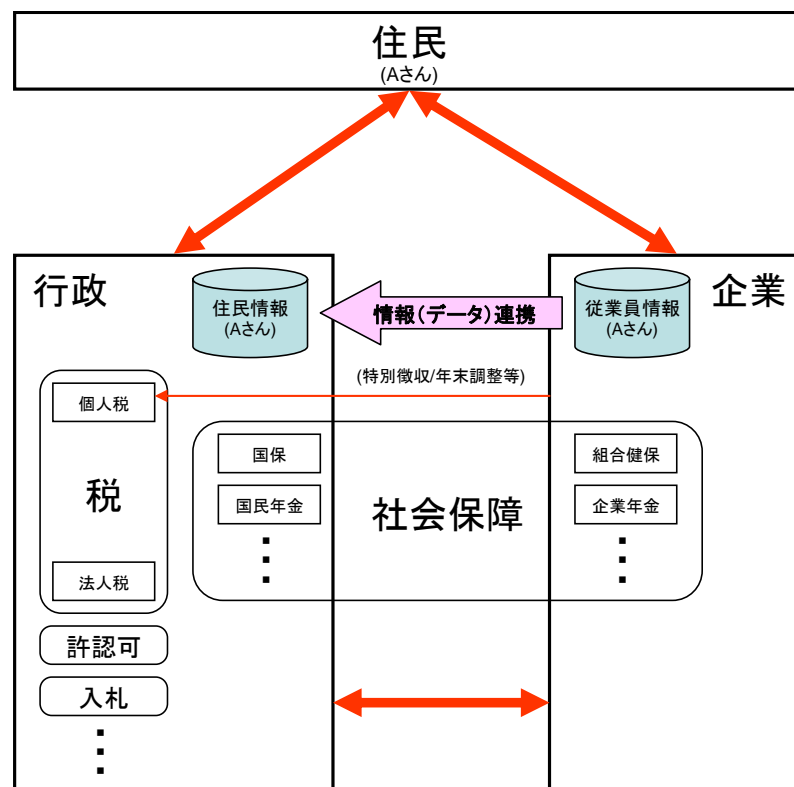 住民
(Aさん)
行政
住民情報
(Aさん)
情報(データ)連携
従業員情報
(Aさん)
企業
(特別徴収/年末調整等)
個人税
税
法人税
国保
国民年金
社会保障
組合健保
企業年金
許認可
入札